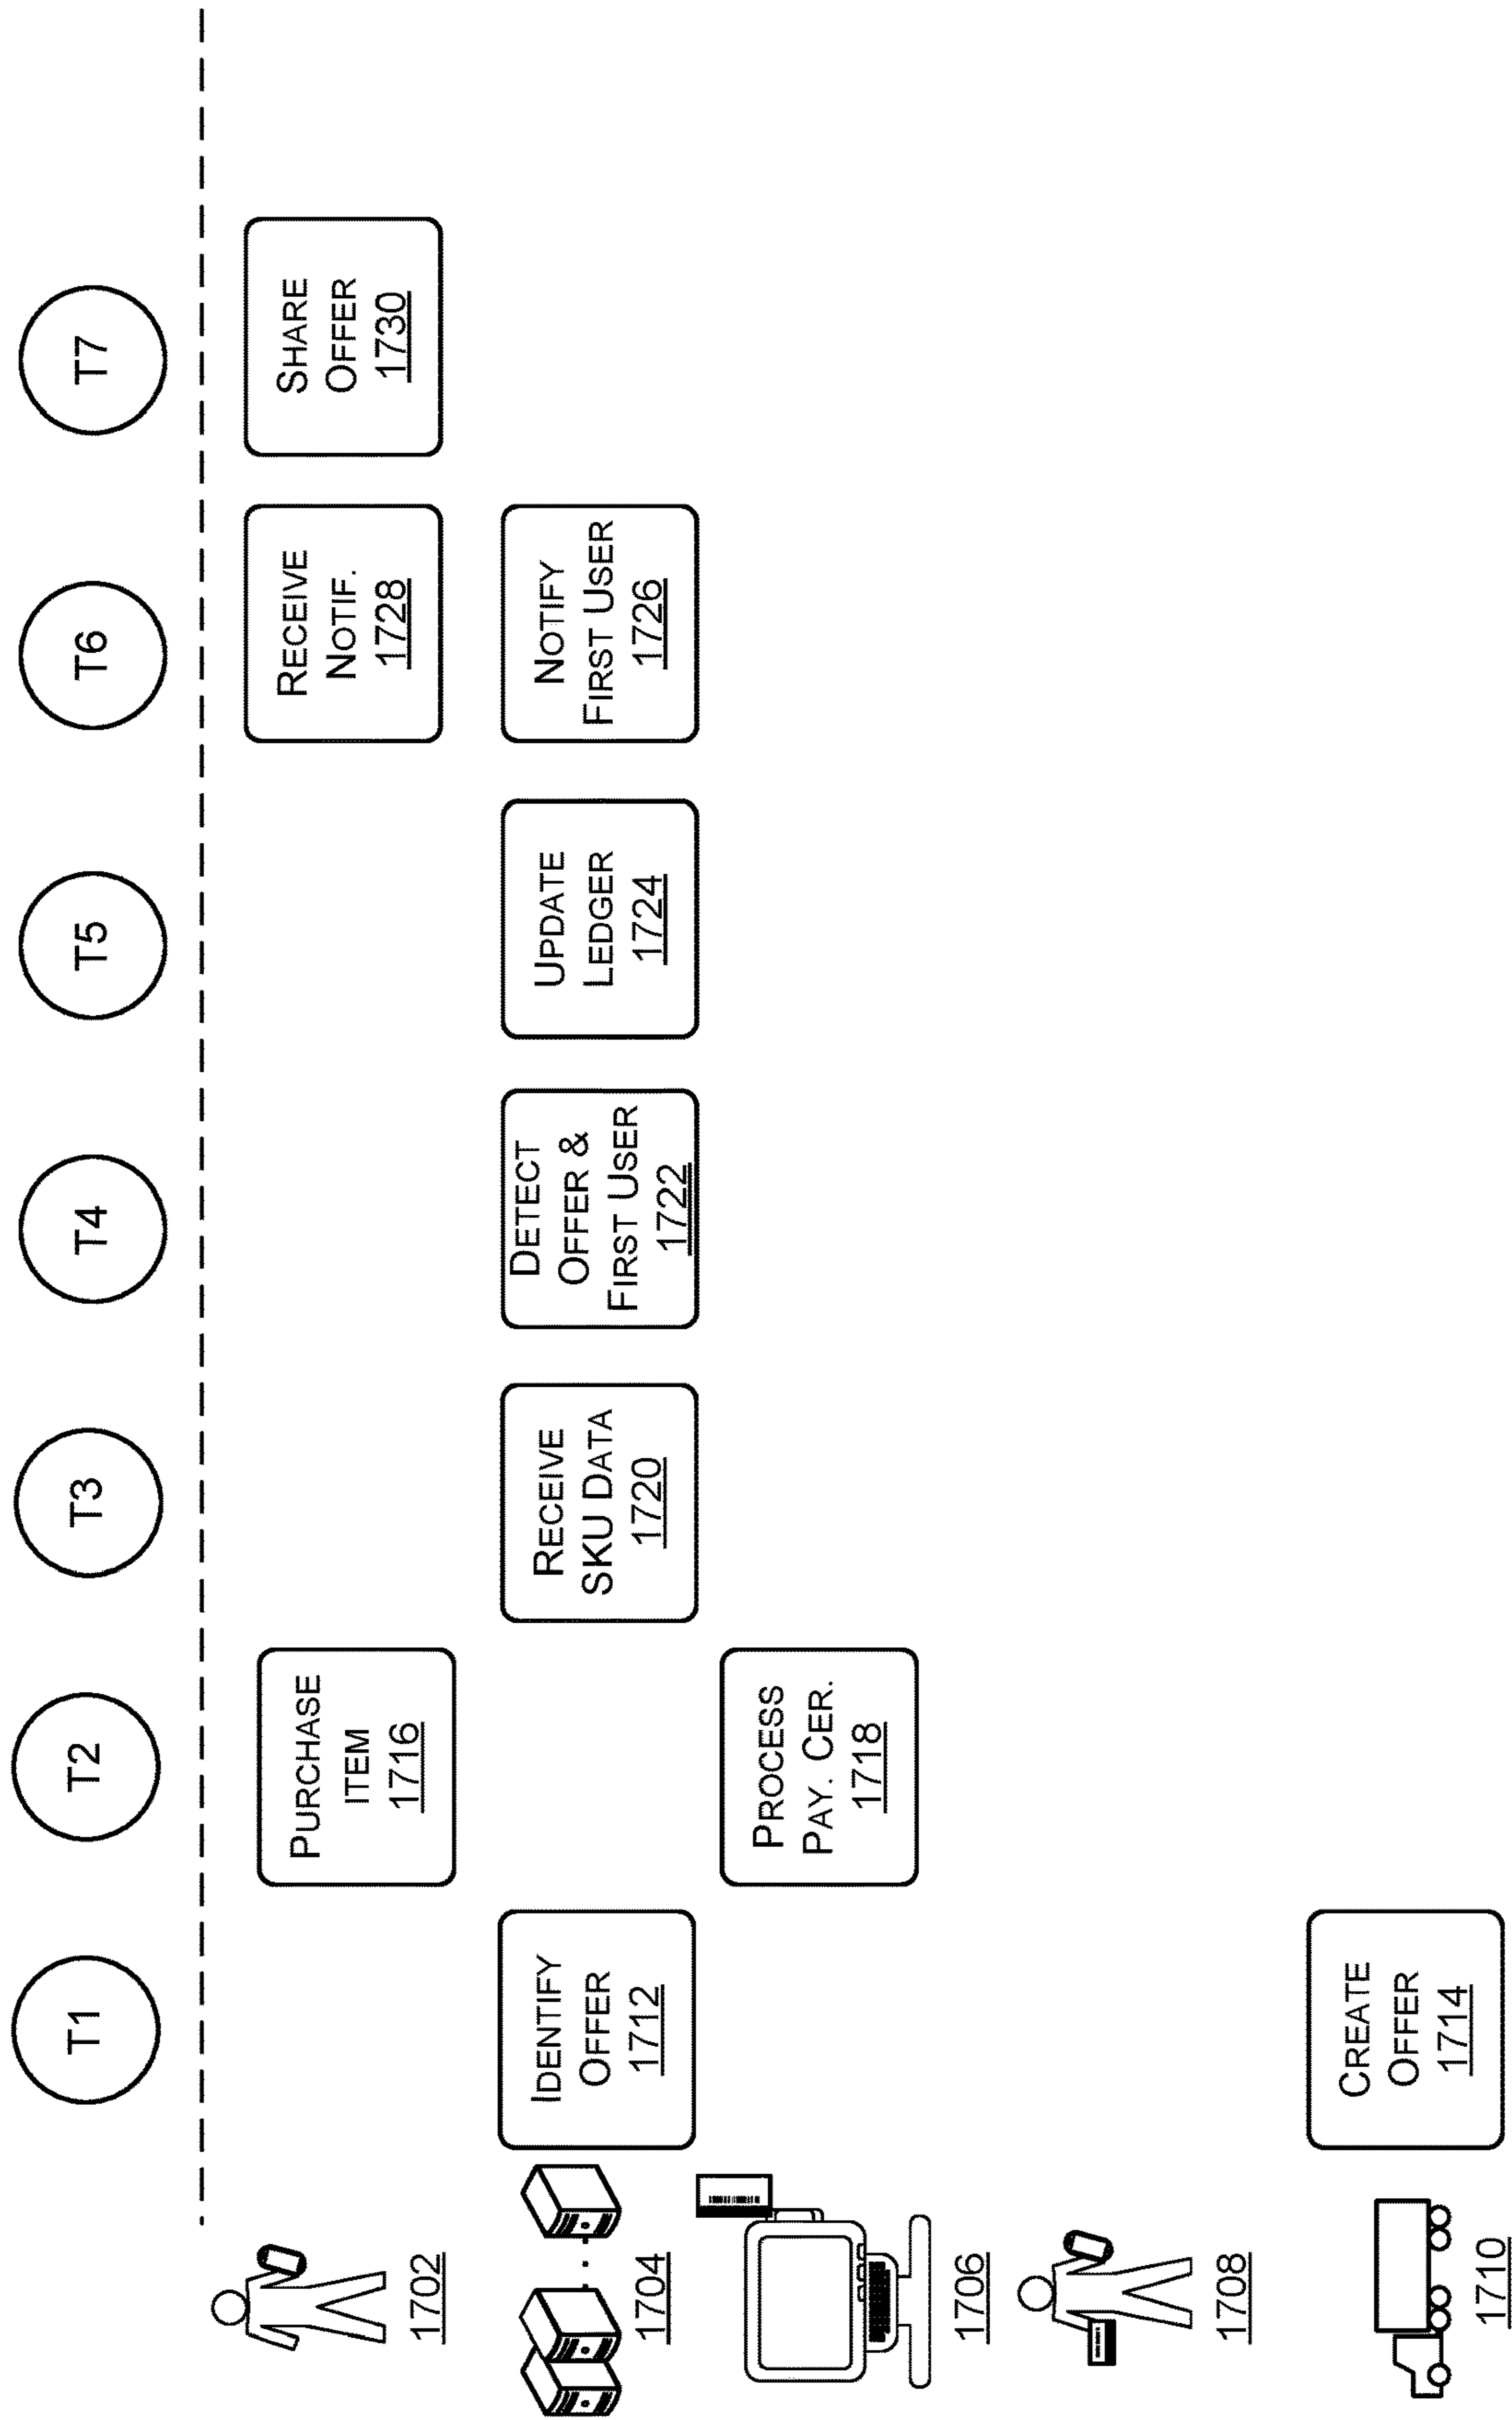 T1
T2
T3
T4
T5
T6
T7
1702
PURCHASE
ITEM
1716
RECEIVE
NOTIF.
1728
SHARE
OFFER
1730
1704
IDENTIFY
OFFER
1712
RECEIVE
SKU DATA
1720
DETECT
OFFER &
FIRST USER
1722
UPDATE
LEDGER
1724
NOTIFY
FIRST USER
1726
1706
PROCESS
PAY. CER.
1718
1708
1710
CREATE
OFFER
1714